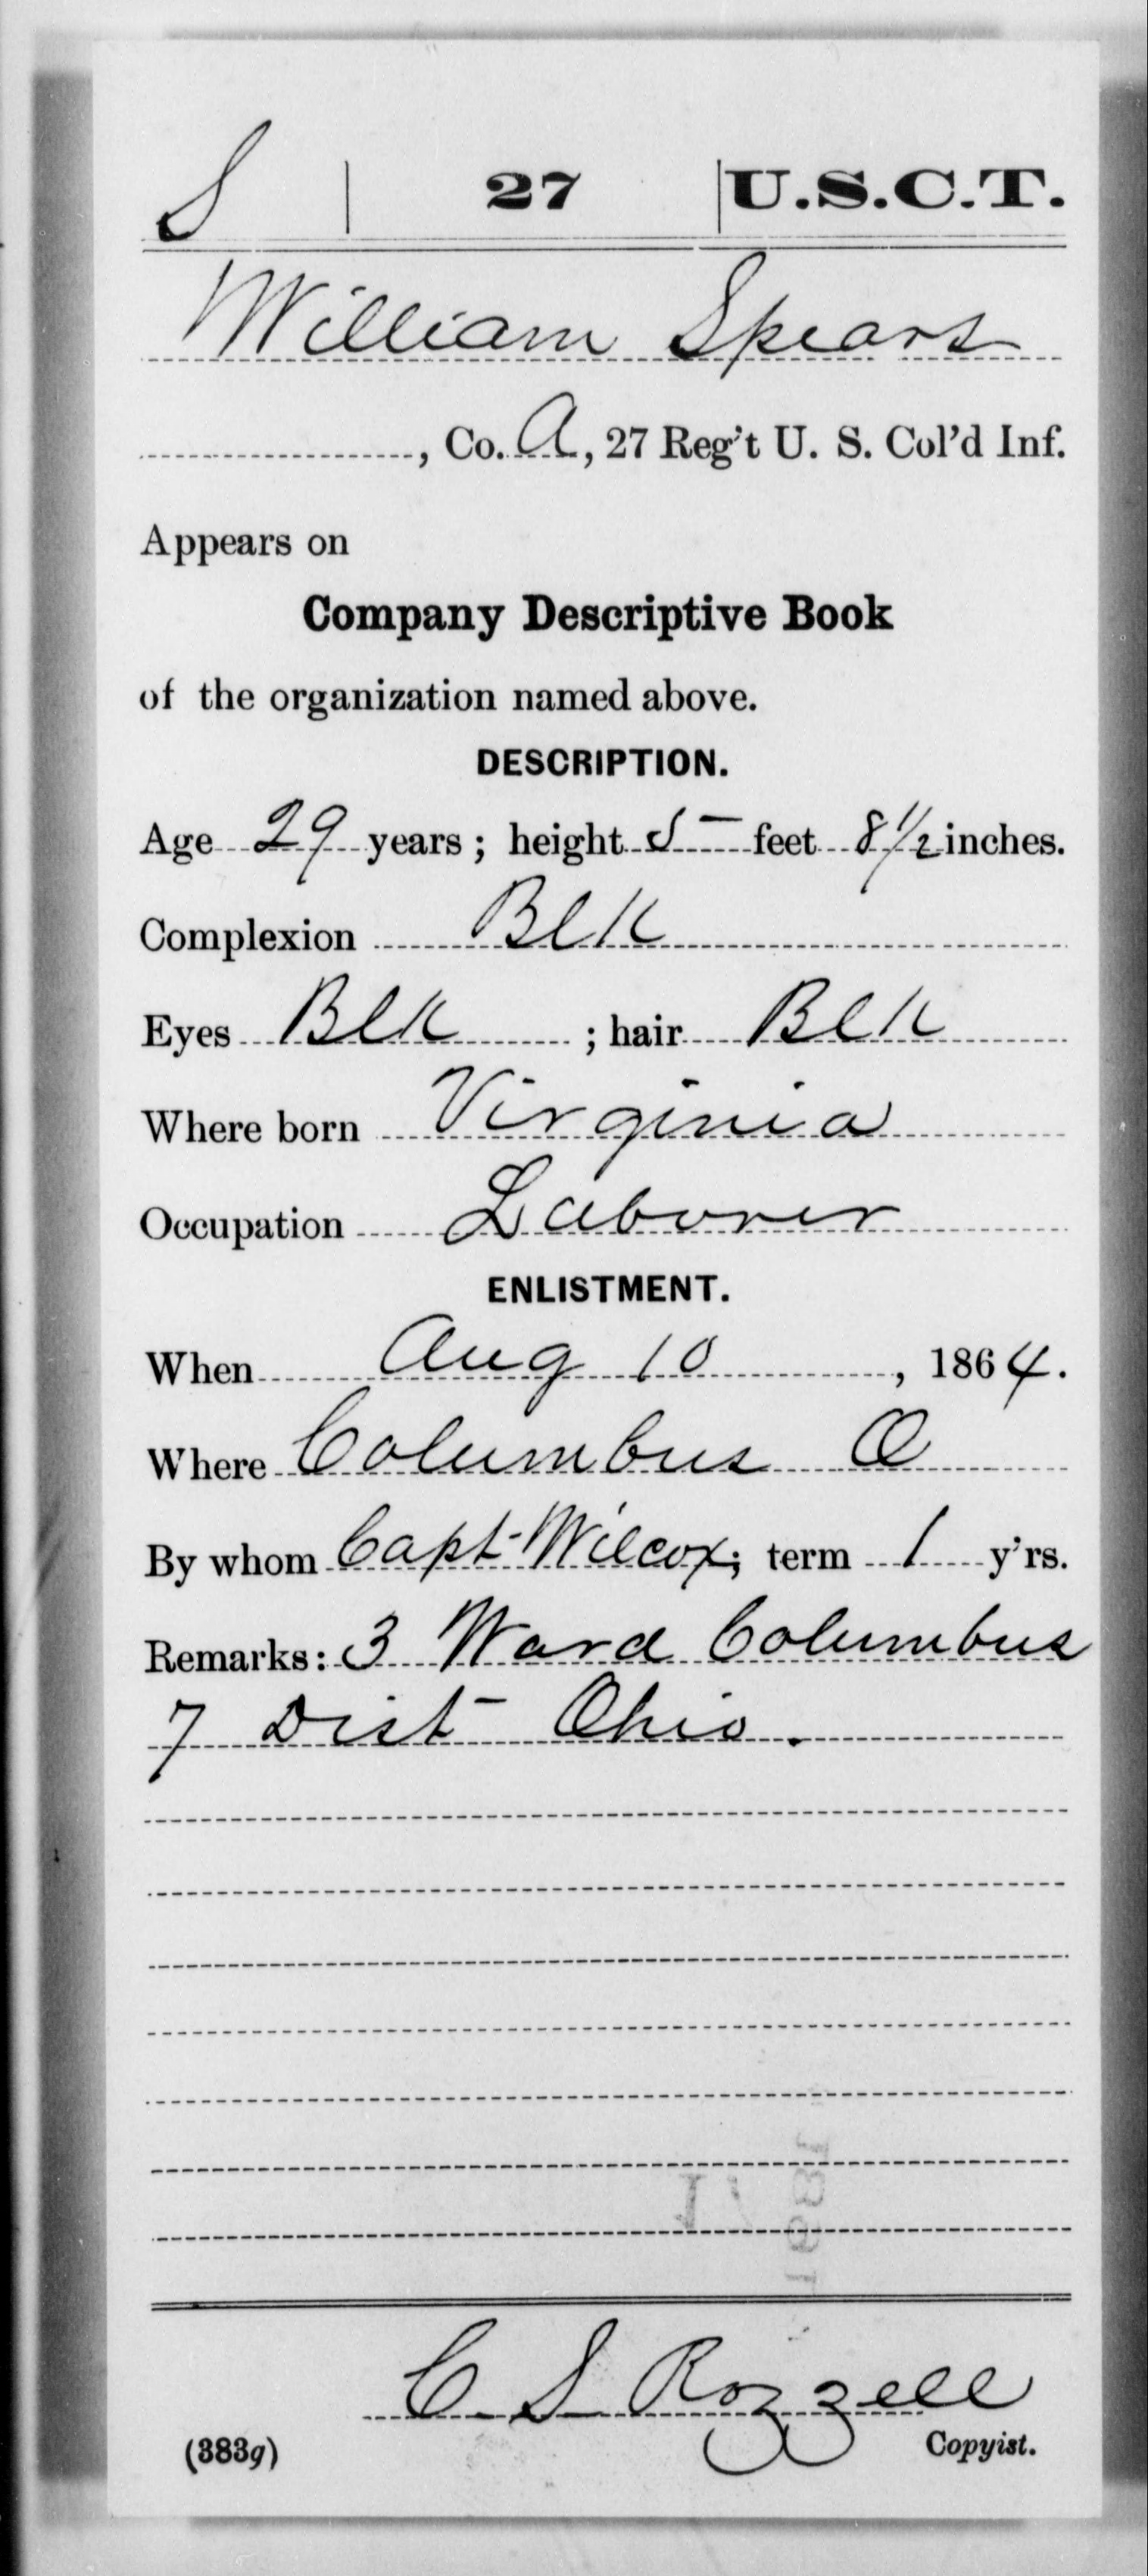 S | 27 | U.S.C.T.
William Spears
, Co. A, 27 Reg't U. S. Col'd Inf.
Appears on
Company Descriptive Book
of the organization named above.
DESCRIPTION.
Age 29 years; height 5 feet 8 1/2 inches.
Complexion Blk
Eyes Blk ; hair Blk
Where born Virginia
Occupation Laborer
ENLISTMENT.
When Aug 10, 1864.
Where Columbus O
By whom Capt Wilcox; term 1 y'rs.
Remarks: 3 Ward Columbus
7 Dist Ohio.
C. S. Rozzell
(383g) Copyist.